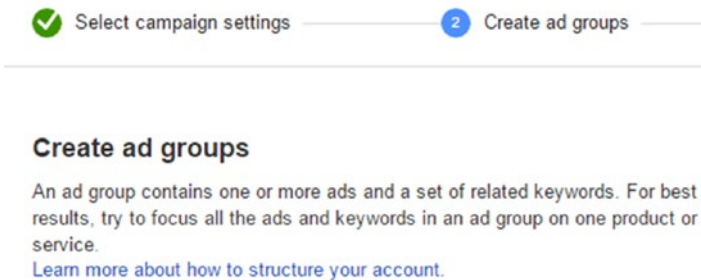 Select campaign settings 2 Create ad groups
Create ad groups
An ad group contains one or more ads and a set of related keywords. For best
results, try to focus all the ads and keywords in an ad group on one product or
service.
Learn more about how to structure your account.